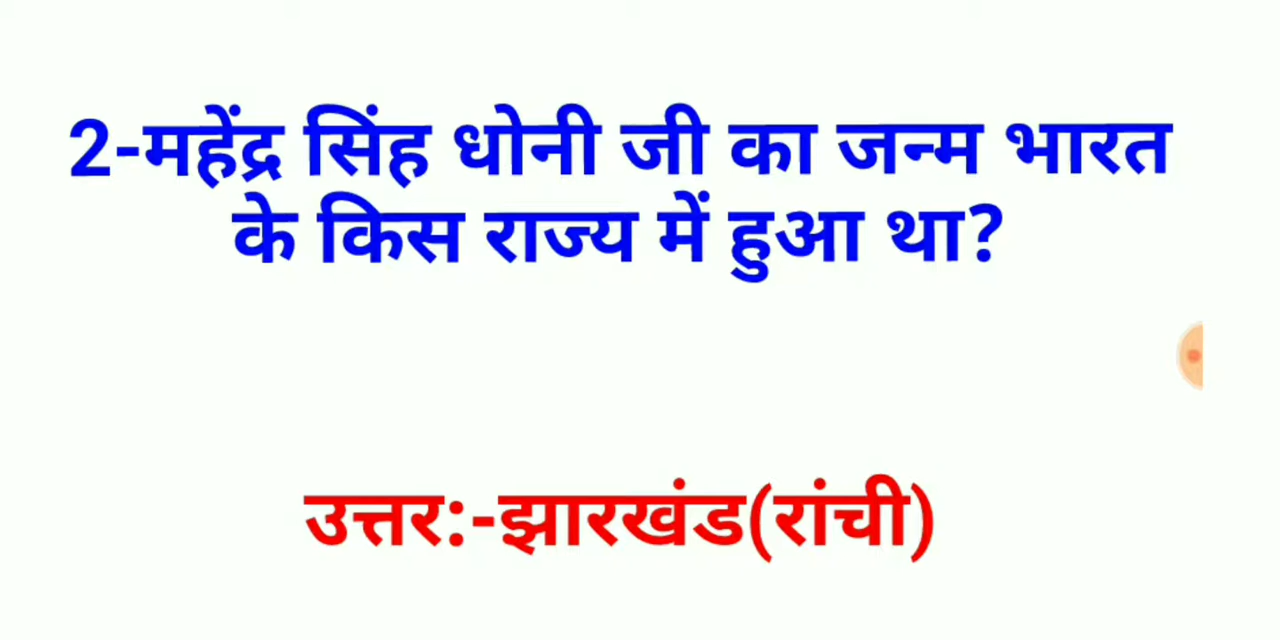 2-महेंद्र सिंह धोनी जी का जन्म भारत
के किस राज्य में हुआ था?
उत्तर:-झारखंड(रांची)